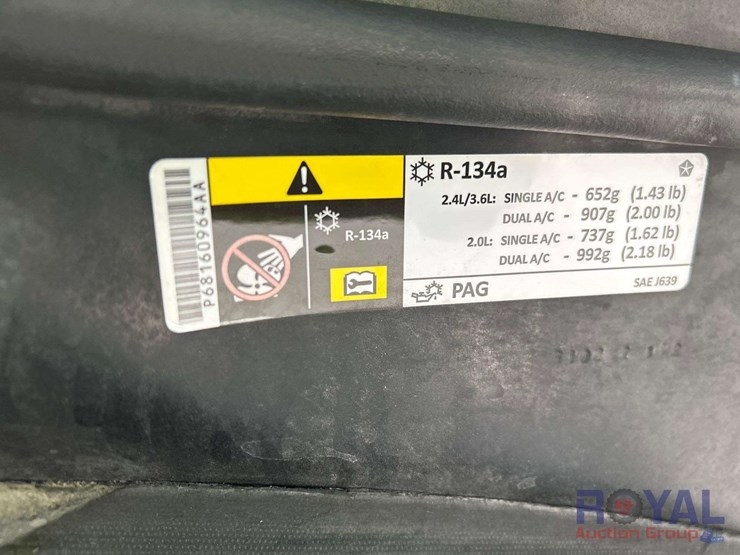 P68160964AA
R-134a
R-134a
2.4L/3.6L: SINGLE A/C - 652g (1.43 lb)
DUAL A/C - 907g (2.00 lb)
2.0L: SINGLE A/C - 737g (1.62 lb)
DUAL A/C - 992g (2.18 lb)
PAG
SAE J639
ROYAL
Auction Group